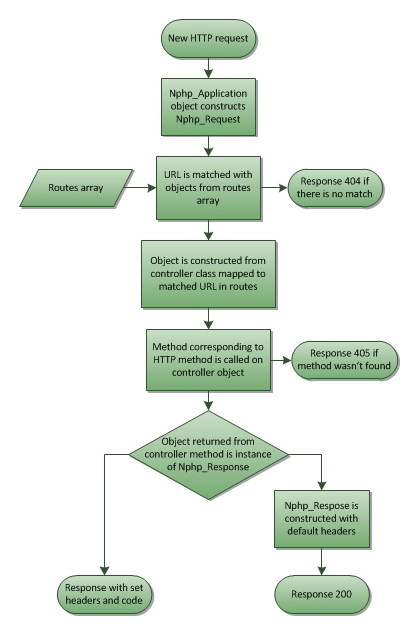 New HTTP request
Nphp_Application
object constructs
Nphp_Request
Routes array
URL is matched with
objects from routes
array
Response 404 if
there is no match
Object is constructed from
controller class mapped to
matched URL in routes
Method corresponding to
HTTP method is called on
controller object
Response 405 if
method wasn't found
Object returned from
controller method is instance
of Nphp_Response
Nphp_Respose is
constructed with
default headers
Response with set
headers and code
Response 200